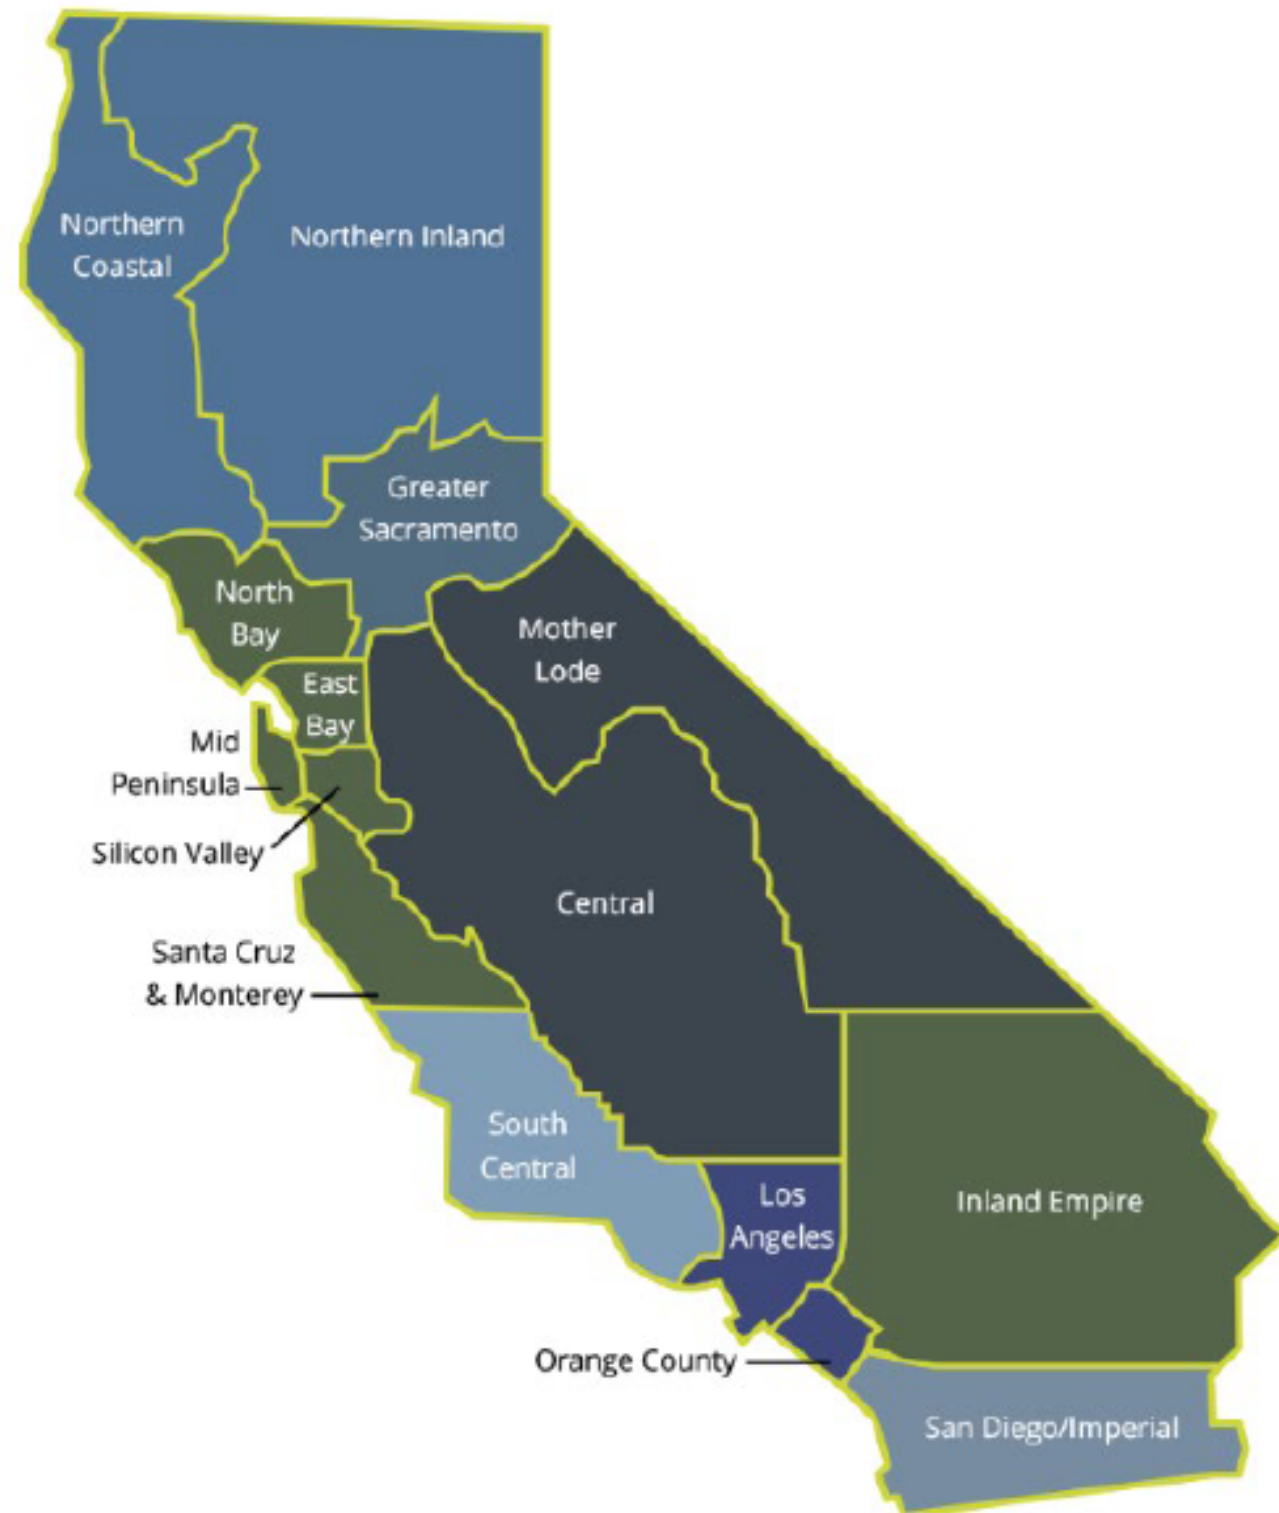 Northern
Coastal
Northern Inland
Greater
Sacramento
North
Bay
Mother
Lode
East
Bay
Mid
Peninsula
Silicon Valley
Central
Santa Cruz
& Monterey
South
Central
Los
Angeles
Inland Empire
Orange County
San Diego/Imperial